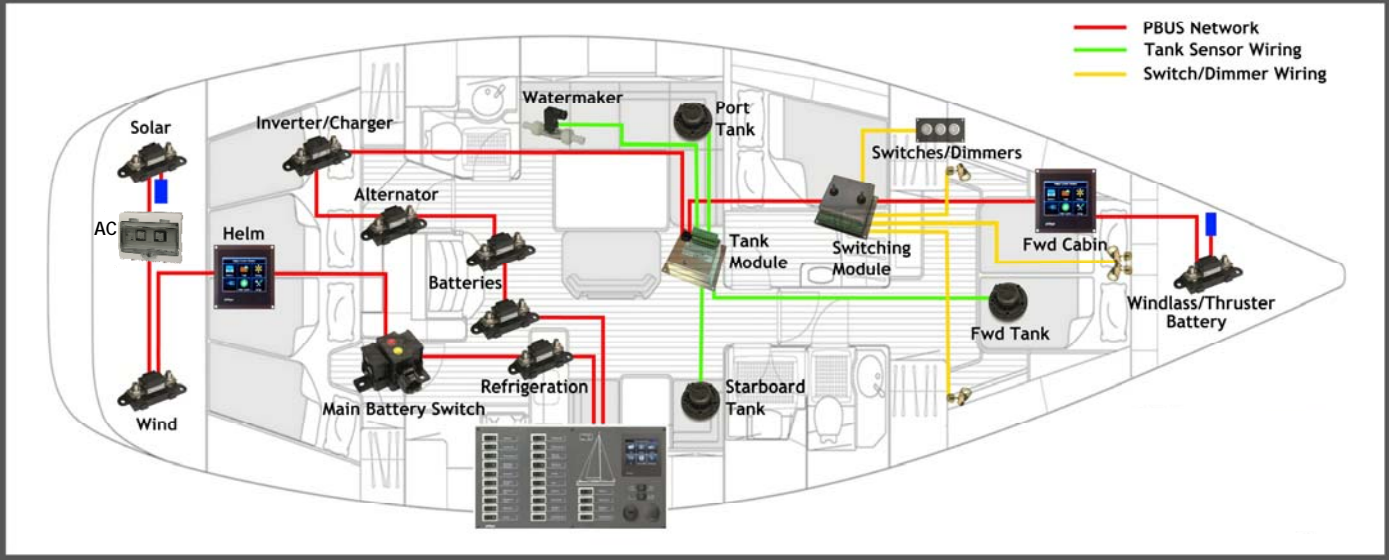 PBUS Network
Tank Sensor Wiring
Switch/Dimmer Wiring
Watermaker
Port
Tank
Solar
Inverter/Charger
Switches/Dimmers
Alternator
AC
Helm
Tank
Module
Switching
Module
Fwd Cabin
Batteries
Windlass/Thruster
Battery
Fwd Tank
Refrigeration
Starboard
Tank
Main Battery Switch
Wind